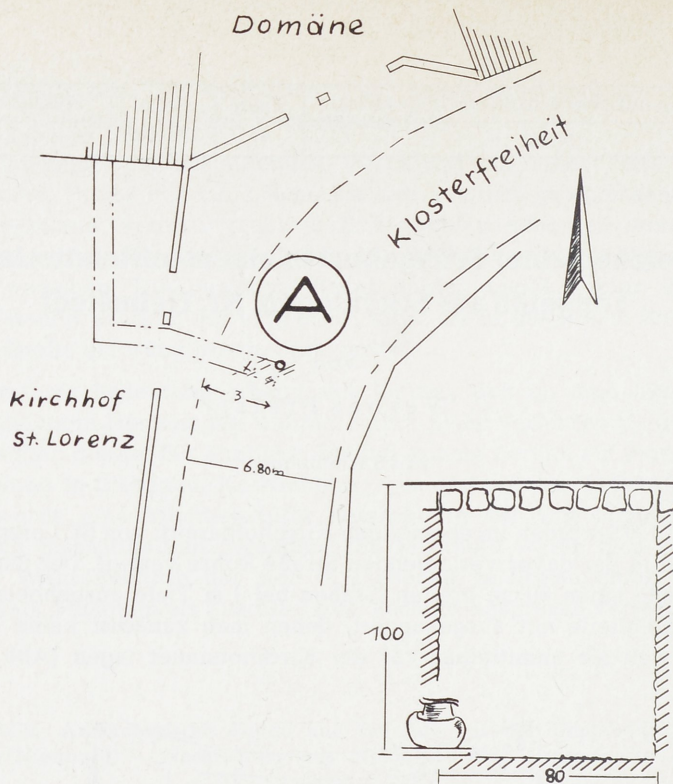 Domäne
Klosterfreiheit
A
3
Kirchhof
St. Lorenz
6.80m
100
80